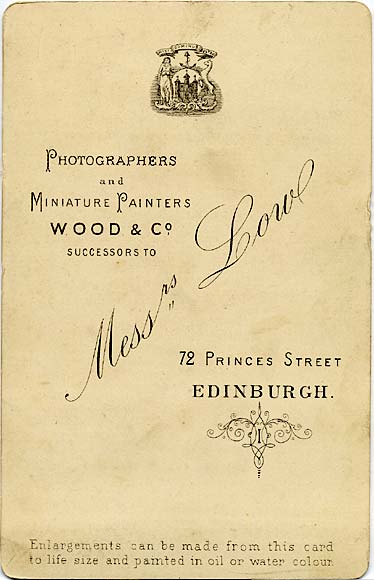 PHOTOGRAPHERS
and
MINIATURE PAINTERS
WOOD & Co.
SUCCESSORS TO
Messrs Low
72 PRINCES STREET
EDINBURGH.
Enlargements can be made from this card
to life size and painted in oil or water colour